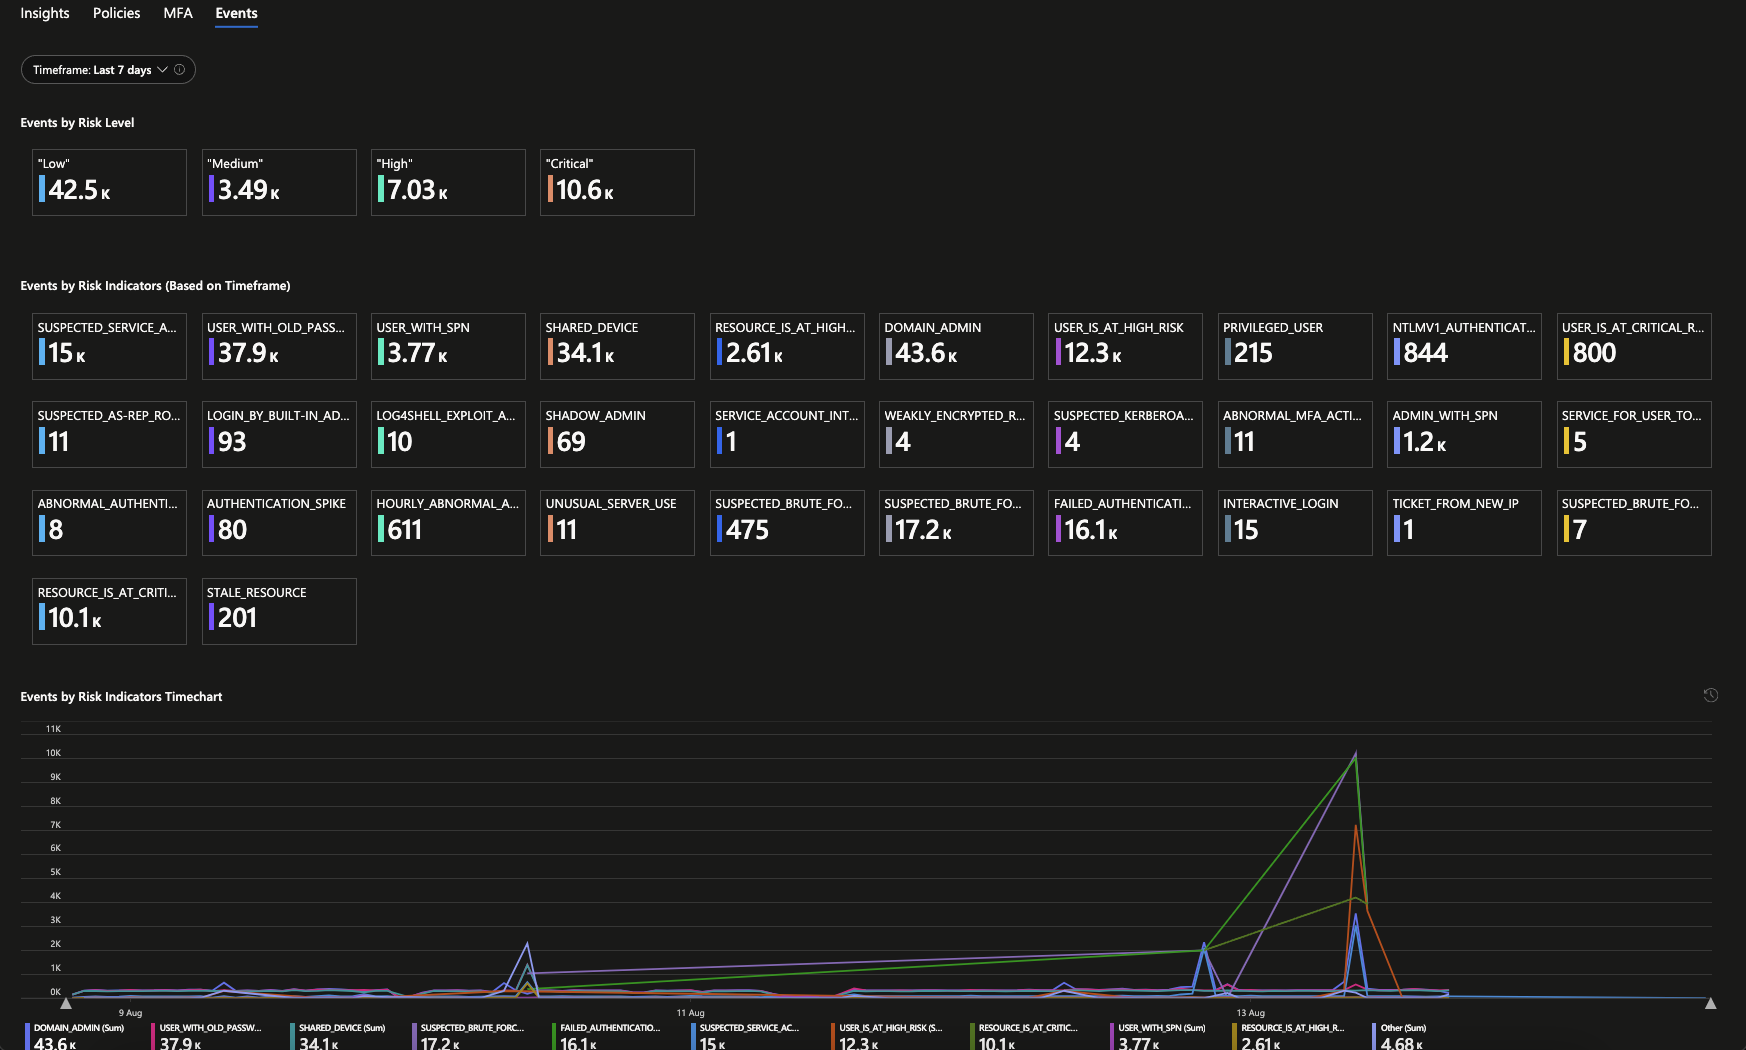 Insights Policies MFA Events
Timeframe: Last 7 days
Events by Risk Level
"Low" "Medium" "High" "Critical"
42.5 K 3.49 K 7.03 K 10.6 K
Events by Risk Indicators (Based on Timeframe)
SUSPECTED_SERVICE_A... USER_WITH_OLD_PASS... USER_WITH_SPN SHARED_DEVICE RESOURCE_IS_AT_HIGH... DOMAIN_ADMIN USER_IS_AT_HIGH_RISK PRIVILEGED_USER NTLMV1_AUTHENTICAT... USER_IS_AT_CRITICAL_R...
15 K 37.9 K 3.77 K 34.1 K 2.61 K 43.6 K 12.3 K 215 844 800
SUSPECTED_AS-REP_RO... LOGIN_BY_BUILT-IN_AD... LOG4SHELL_EXPLOIT_A... SHADOW_ADMIN SERVICE_ACCOUNT_INT... WEAKLY_ENCRYPTED_R... SUSPECTED_KERBEROA... ABNORMAL_MFA_ACTI... ADMIN_WITH_SPN SERVICE_FOR_USER_TO...
11 93 10 69 1 4 4 11 1.2 K 5
ABNORMAL_AUTHENTI... AUTHENTICATION_SPIKE HOURLY_ABNORMAL_A... UNUSUAL_SERVER_USE SUSPECTED_BRUTE_FO... SUSPECTED_BRUTE_FO... FAILED_AUTHENTICATI... INTERACTIVE_LOGIN TICKET_FROM_NEW_IP SUSPECTED_BRUTE_FO...
8 80 611 11 475 17.2 K 16.1 K 15 1 7
RESOURCE_IS_AT_CRITI... STALE_RESOURCE
10.1 K 201
Events by Risk Indicators Timechart
11K
10K
9K
8K
7K
6K
5K
4K
3K
2K
1K
0K
9 Aug 11 Aug 13 Aug
DOMAIN_ADMIN (Sum) USER_WITH_OLD_PASSW... SHARED_DEVICE (Sum) SUSPECTED_BRUTE_FORC... FAILED_AUTHENTICATIO... SUSPECTED_SERVICE_AC... USER_IS_AT_HIGH_RISK (S... RESOURCE_IS_AT_CRITIC... USER_WITH_SPN (Sum) RESOURCE_IS_AT_HIGH_R... Other (Sum)
43.6 K 37.9 K 34.1 K 17.2 K 16.1 K 15 K 12.3 K 10.1 K 3.77 K 2.61 K 4.68 K